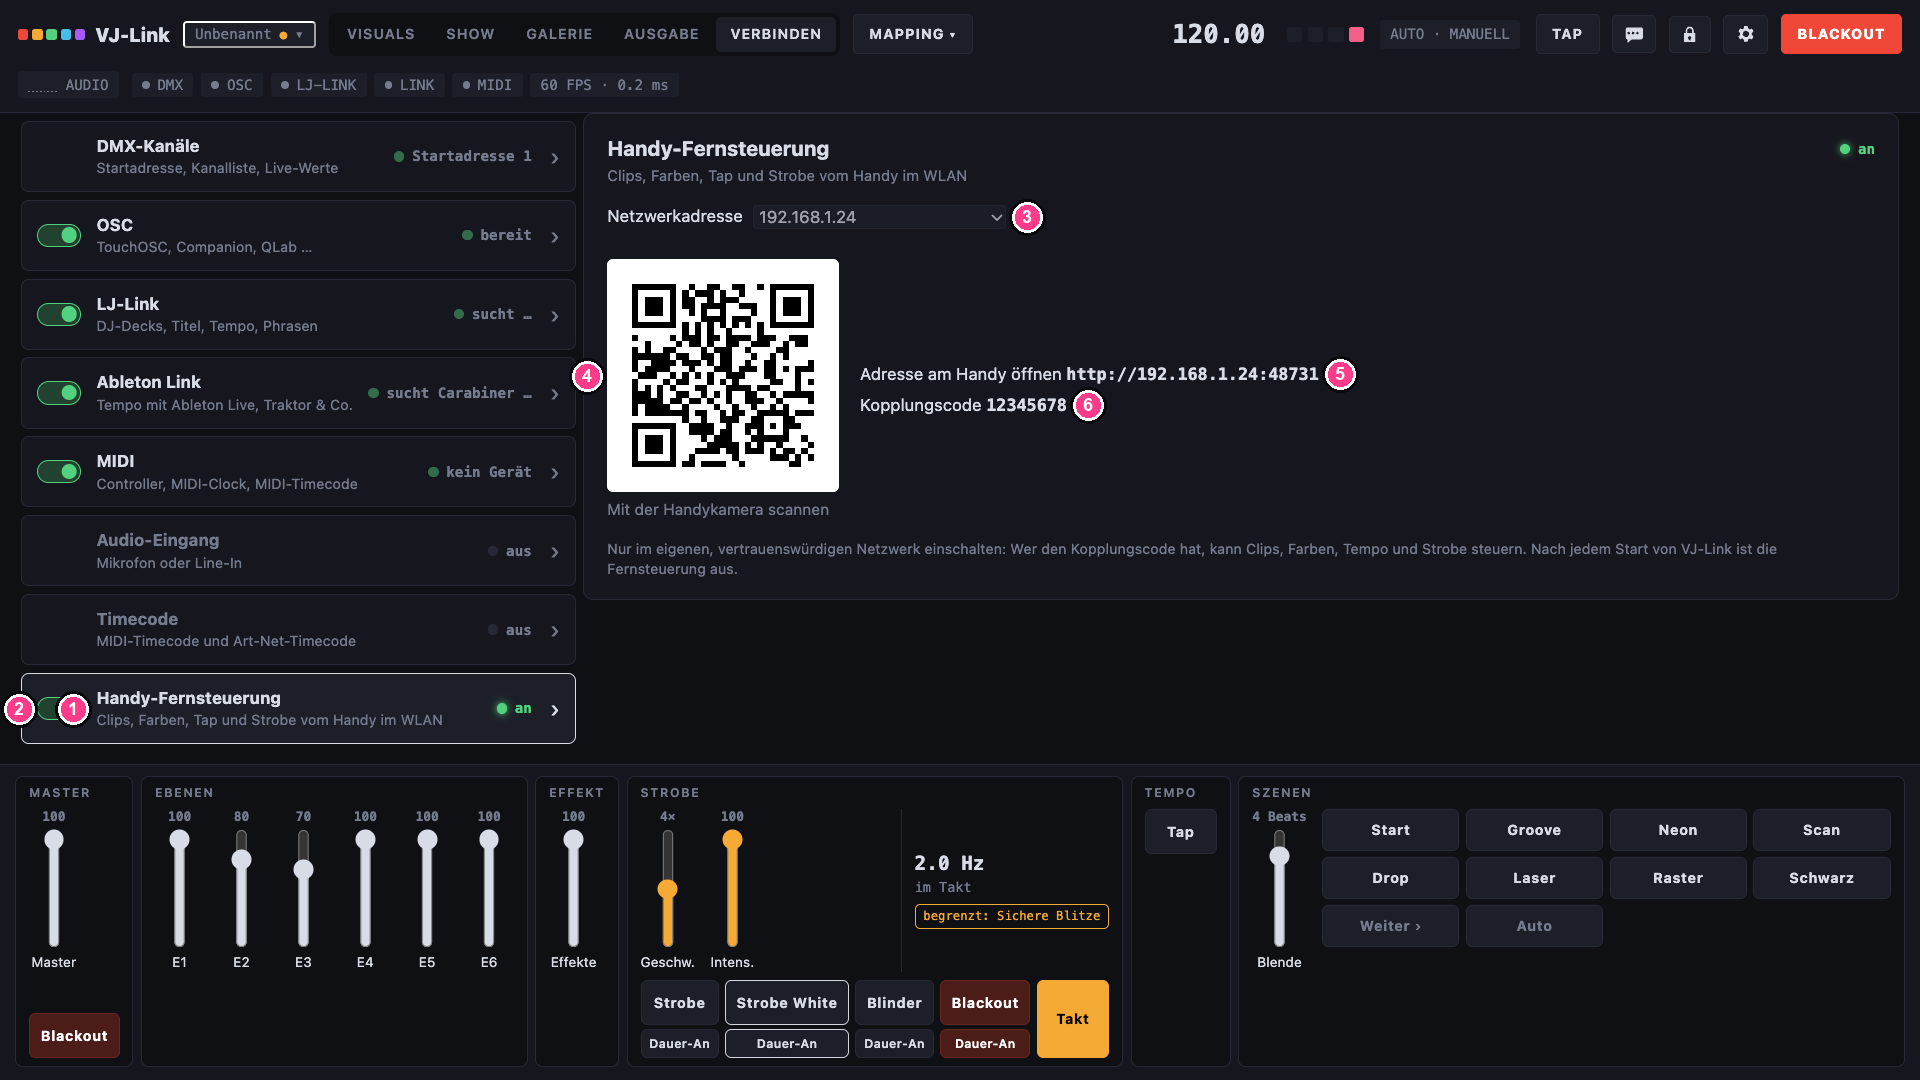 VJ-Link
Unbenannt
VISUALS
SHOW
GALERIE
AUSGABE
VERBINDEN
MAPPING
120.00
AUTO · MANUELL
TAP
BLACKOUT
AUDIO
DMX
OSC
LJ-LINK
LINK
MIDI
60 FPS · 0.2 ms
DMX-Kanäle
Startadresse, Kanalliste, Live-Werte
Startadresse 1
OSC
TouchOSC, Companion, QLab …
bereit
LJ-Link
DJ-Decks, Titel, Tempo, Phrasen
sucht …
Ableton Link
Tempo mit Ableton Live, Traktor & Co.
sucht Carabiner …
MIDI
Controller, MIDI-Clock, MIDI-Timecode
kein Gerät
Audio-Eingang
Mikrofon oder Line-In
aus
Timecode
MIDI-Timecode und Art-Net-Timecode
aus
2
1
Handy-Fernsteuerung
Clips, Farben, Tap und Strobe vom Handy im WLAN
an
Handy-Fernsteuerung
an
Clips, Farben, Tap und Strobe vom Handy im WLAN
Netzwerkadresse
192.168.1.24
3
4
Adresse am Handy öffnen http://192.168.1.24:48731
5
Kopplungscode 12345678
6
Mit der Handykamera scannen
Nur im eigenen, vertrauenswürdigen Netzwerk einschalten: Wer den Kopplungscode hat, kann Clips, Farben, Tempo und Strobe steuern. Nach jedem Start von VJ-Link ist die
Fernsteuerung aus.
MASTER
100
Master
Blackout
EBENEN
100 80 70 100 100 100
E1 E2 E3 E4 E5 E6
EFFEKT
100
Effekte
STROBE
4× 100
Geschw. Intens.
2.0 Hz
im Takt
begrenzt: Sichere Blitze
Strobe
Strobe White
Blinder
Blackout
Takt
Dauer-An
Dauer-An
Dauer-An
Dauer-An
TEMPO
Tap
SZENEN
4 Beats
Blende
Start
Groove
Neon
Scan
Drop
Laser
Raster
Schwarz
Weiter ›
Auto